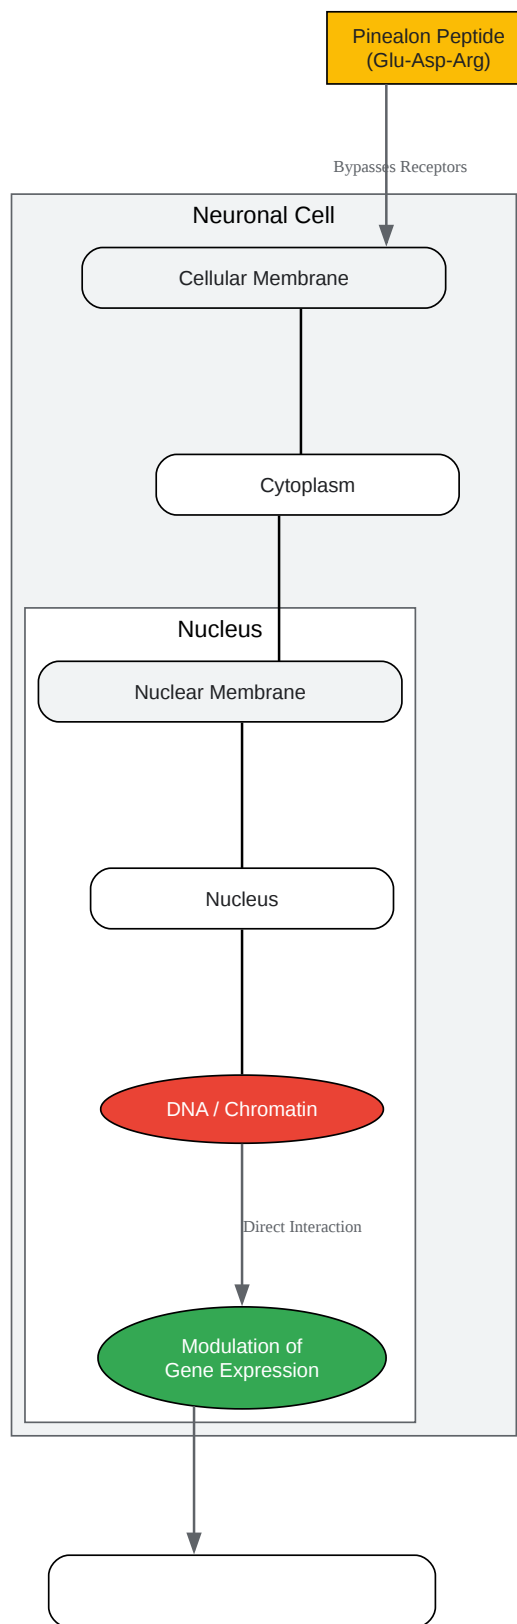 Pinealon Peptide
(Glu-Asp-Arg)
Bypasses Receptors
Neuronal Cell
Cellular Membrane
Cytoplasm
Nucleus
Nuclear Membrane
Nucleus
DNA / Chromatin
Direct Interaction
Modulation of
Gene Expression